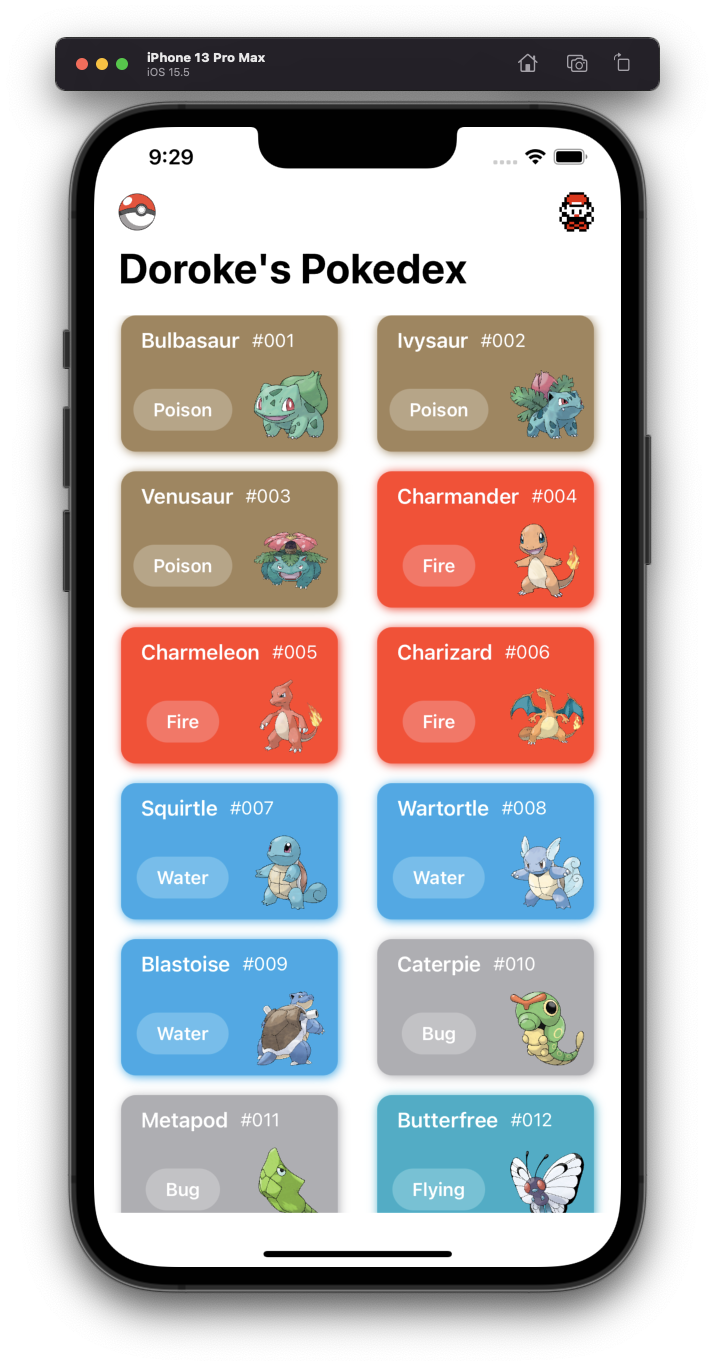 iPhone 13 Pro Max
iOS 15.5
9:29
Doroke's Pokedex
Bulbasaur #001
Poison
Ivysaur #002
Poison
Venusaur #003
Poison
Charmander #004
Fire
Charmeleon #005
Fire
Charizard #006
Fire
Squirtle #007
Water
Wartortle #008
Water
Blastoise #009
Water
Caterpie #010
Bug
Metapod #011
Bug
Butterfree #012
Flying